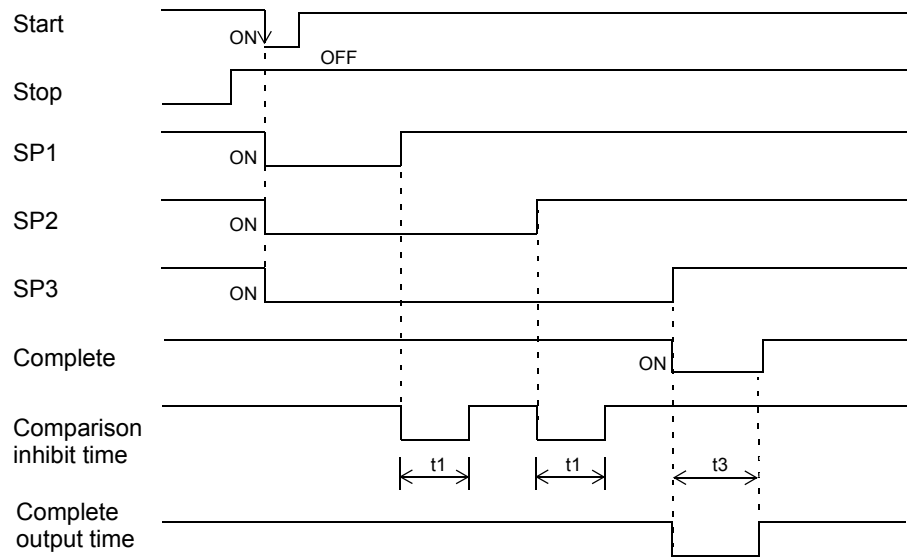 Start
ON
OFF
Stop
SP1
ON
SP2
ON
SP3
ON
Complete
ON
Comparison
inhibit time
t1
t1
t3
Complete
output time